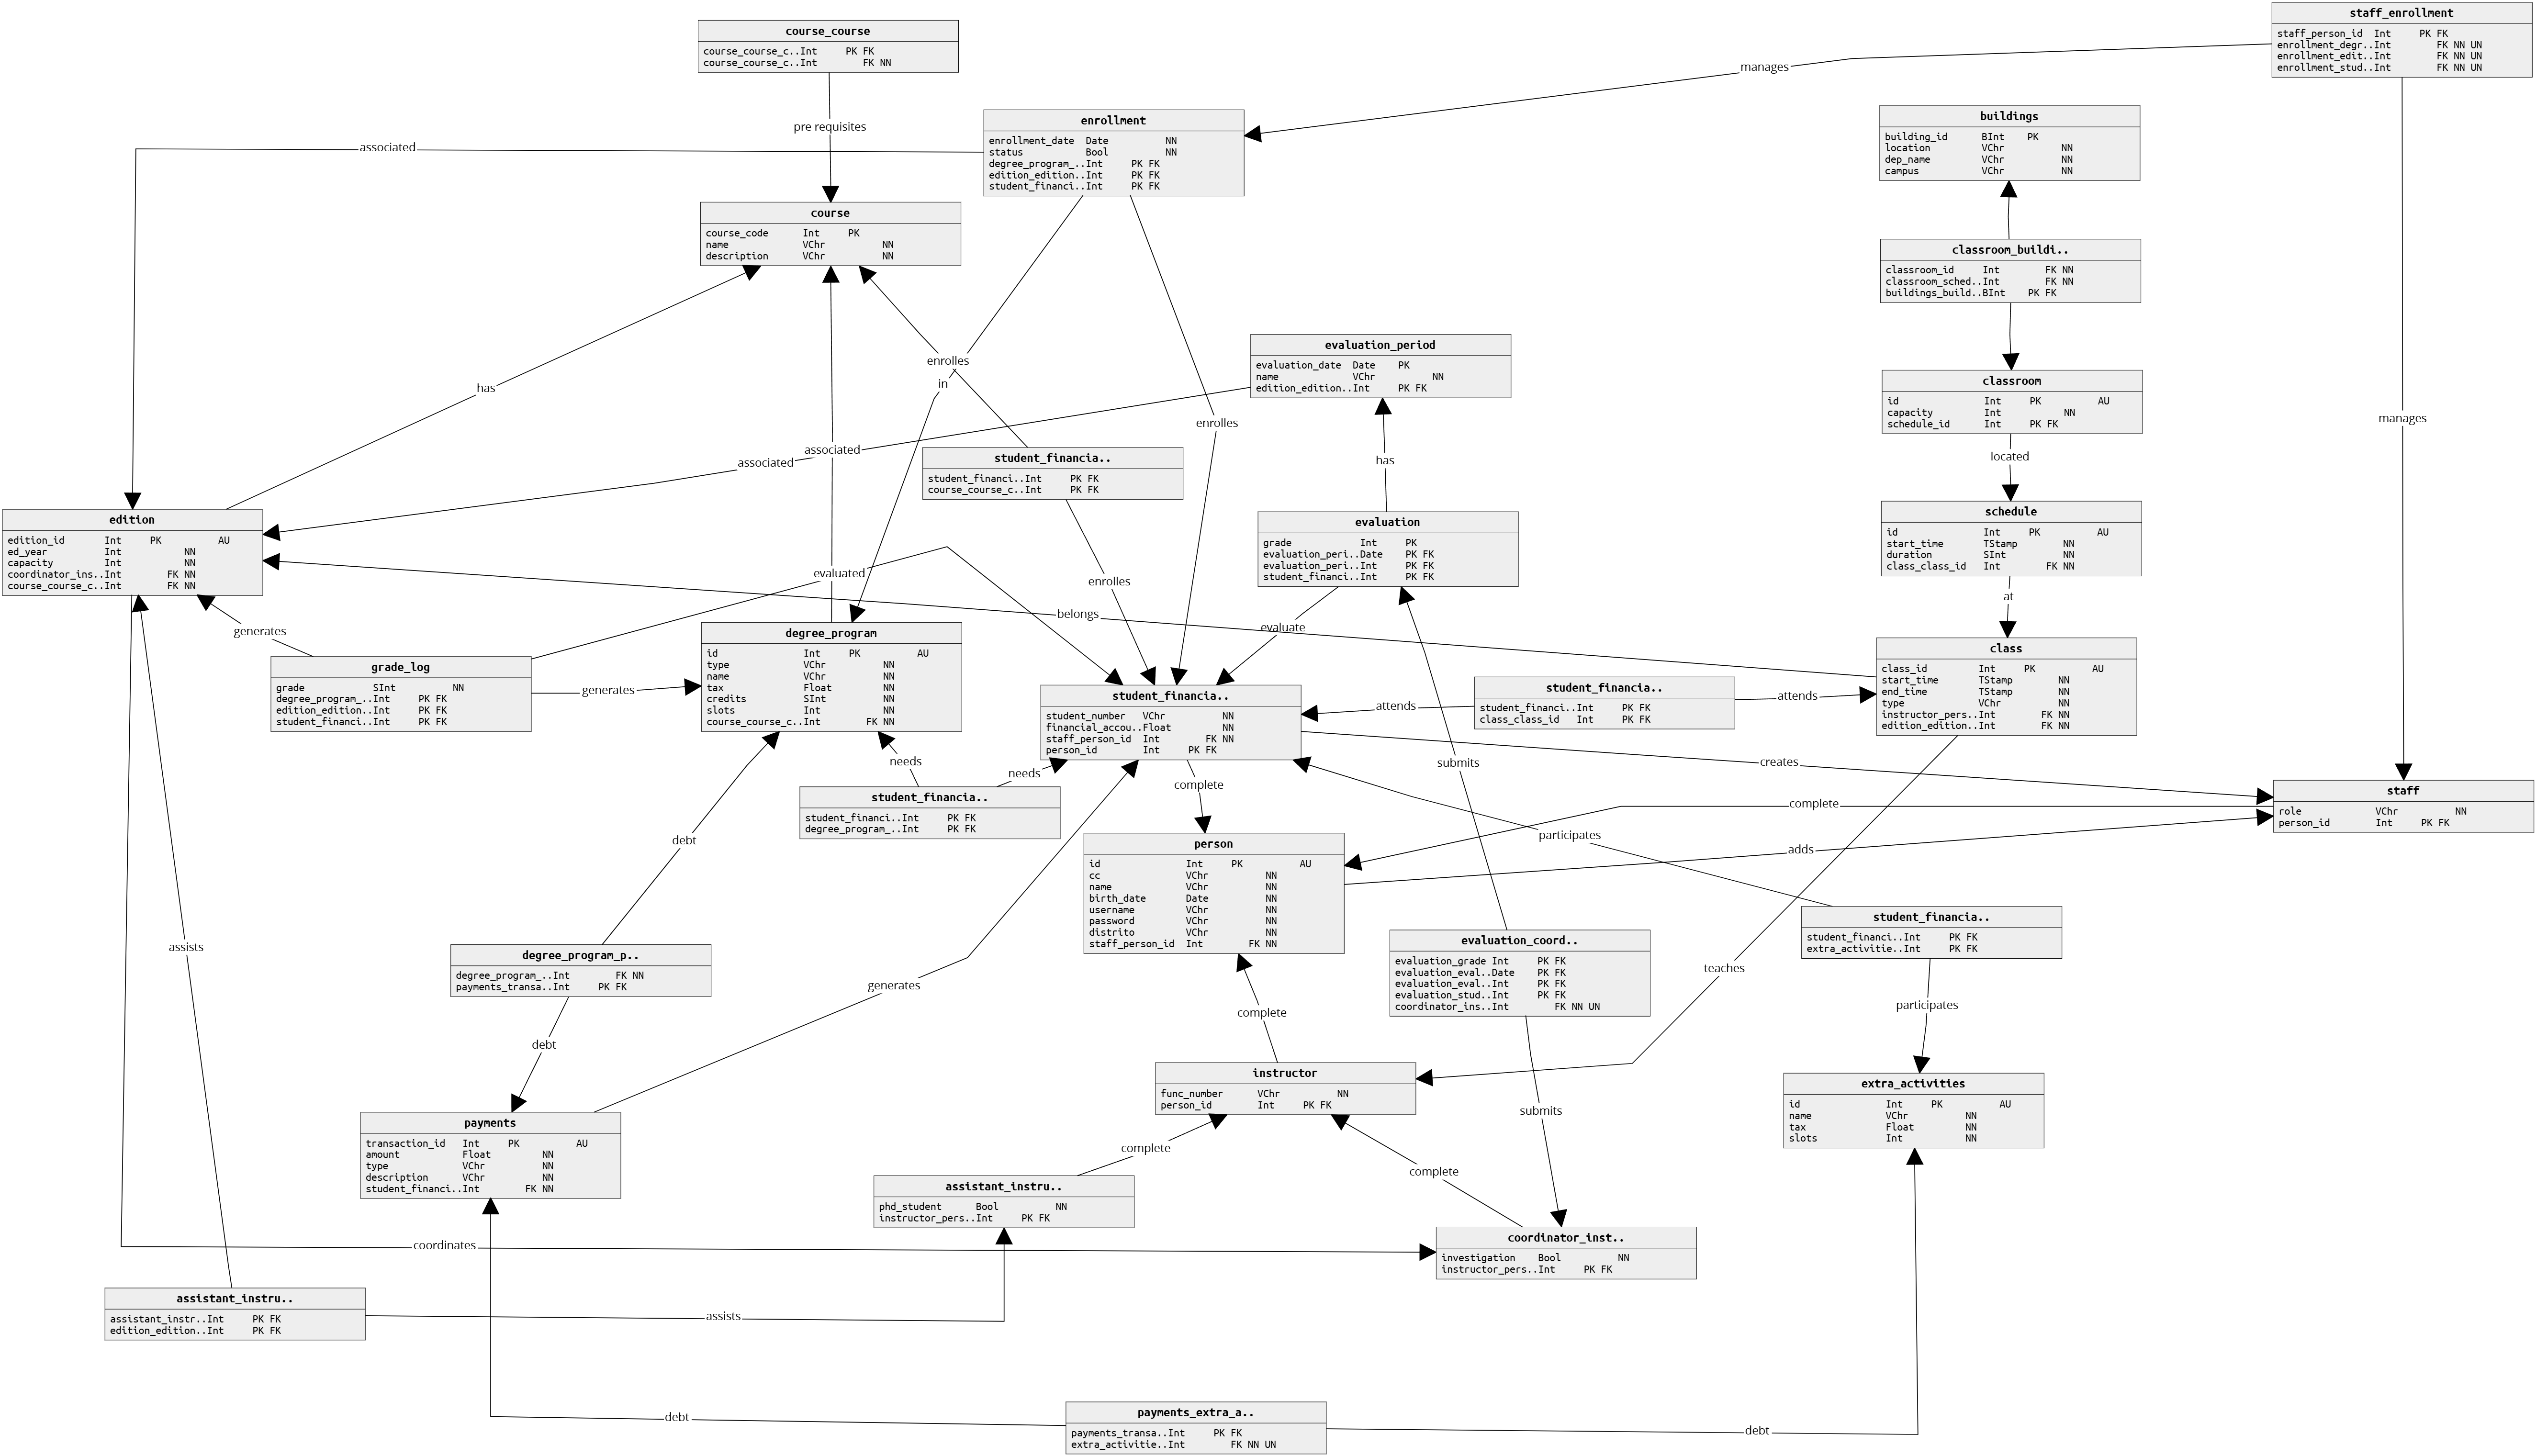 course_course
course_course_c..Int PK FK
course_course_c..Int FK NN
staff_enrollment
staff_person_id Int PK FK
enrollment_degr..Int FK NN UN
enrollment_edit..Int FK NN UN
enrollment_stud..Int FK NN UN
manages
pre requisites
enrollment
enrollment_date Date NN
status Bool NN
degree_program_..Int PK FK
edition_edition..Int PK FK
student_financi..Int PK FK
buildings
building_id BInt PK
location VChr NN
dep_name VChr NN
campus VChr NN
associated
course
course_code Int PK
name VChr NN
description VChr NN
classroom_buildi..
classroom_id Int FK NN
classroom_sched..Int FK NN
buildings_build..BInt PK FK
has
enrolles
in
evaluation_period
evaluation_date Date PK
name VChr NN
edition_edition..Int PK FK
classroom
id Int PK AU
capacity Int NN
schedule_id Int PK FK
enrolles
manages
associated
associated
student_financia..
student_financi..Int PK FK
course_course_c..Int PK FK
has
located
edition
edition_id Int PK AU
ed_year Int NN
capacity Int NN
coordinator_ins..Int FK NN
course_course_c..Int FK NN
evaluation
grade Int PK
evaluation_peri..Date PK FK
evaluation_peri..Int PK FK
student_financi..Int PK FK
schedule
id Int PK AU
start_time TStamp NN
duration SInt NN
class_class_id Int FK NN
evaluated
enrolles
at
generates
belongs
evaluate
grade_log
grade SInt NN
degree_program_..Int PK FK
edition_edition..Int PK FK
student_financi..Int PK FK
generates
degree_program
id Int PK AU
type VChr NN
name VChr NN
tax Float NN
credits SInt NN
slots Int NN
course_course_c..Int FK NN
student_financia..
student_number VChr NN
financial_accou..Float NN
staff_person_id Int FK NN
person_id Int PK FK
attends
student_financia..
student_financi..Int PK FK
class_class_id Int PK FK
attends
class
class_id Int PK AU
start_time TStamp NN
end_time TStamp NN
type VChr NN
instructor_pers..Int FK NN
edition_edition..Int FK NN
needs
needs
complete
submits
creates
student_financia..
student_financi..Int PK FK
degree_program_..Int PK FK
staff
role VChr NN
person_id Int PK FK
complete
debt
participates
adds
person
id Int PK AU
cc VChr NN
name VChr NN
birth_date Date NN
username VChr NN
password VChr NN
distrito VChr NN
staff_person_id Int FK NN
assists
degree_program_p..
degree_program_..Int FK NN
payments_transa..Int PK FK
evaluation_coord..
evaluation_grade Int PK FK
evaluation_eval..Date PK FK
evaluation_eval..Int PK FK
evaluation_stud..Int PK FK
coordinator_ins..Int FK NN UN
student_financia..
student_financi..Int PK FK
extra_activitie..Int PK FK
teaches
generates
participates
complete
debt
instructor
func_number VChr NN
person_id Int PK FK
extra_activities
id Int PK AU
name VChr NN
tax Float NN
slots Int NN
payments
transaction_id Int PK AU
amount Float NN
type VChr NN
description VChr NN
student_financi..Int FK NN
submits
complete
complete
assistant_instru..
phd_student Bool NN
instructor_pers..Int PK FK
coordinates
coordinator_inst..
investigation Bool NN
instructor_pers..Int PK FK
assistant_instru..
assistant_instr..Int PK FK
edition_edition..Int PK FK
assists
debt
payments_extra_a..
payments_transa..Int PK FK
extra_activitie..Int FK NN UN
debt